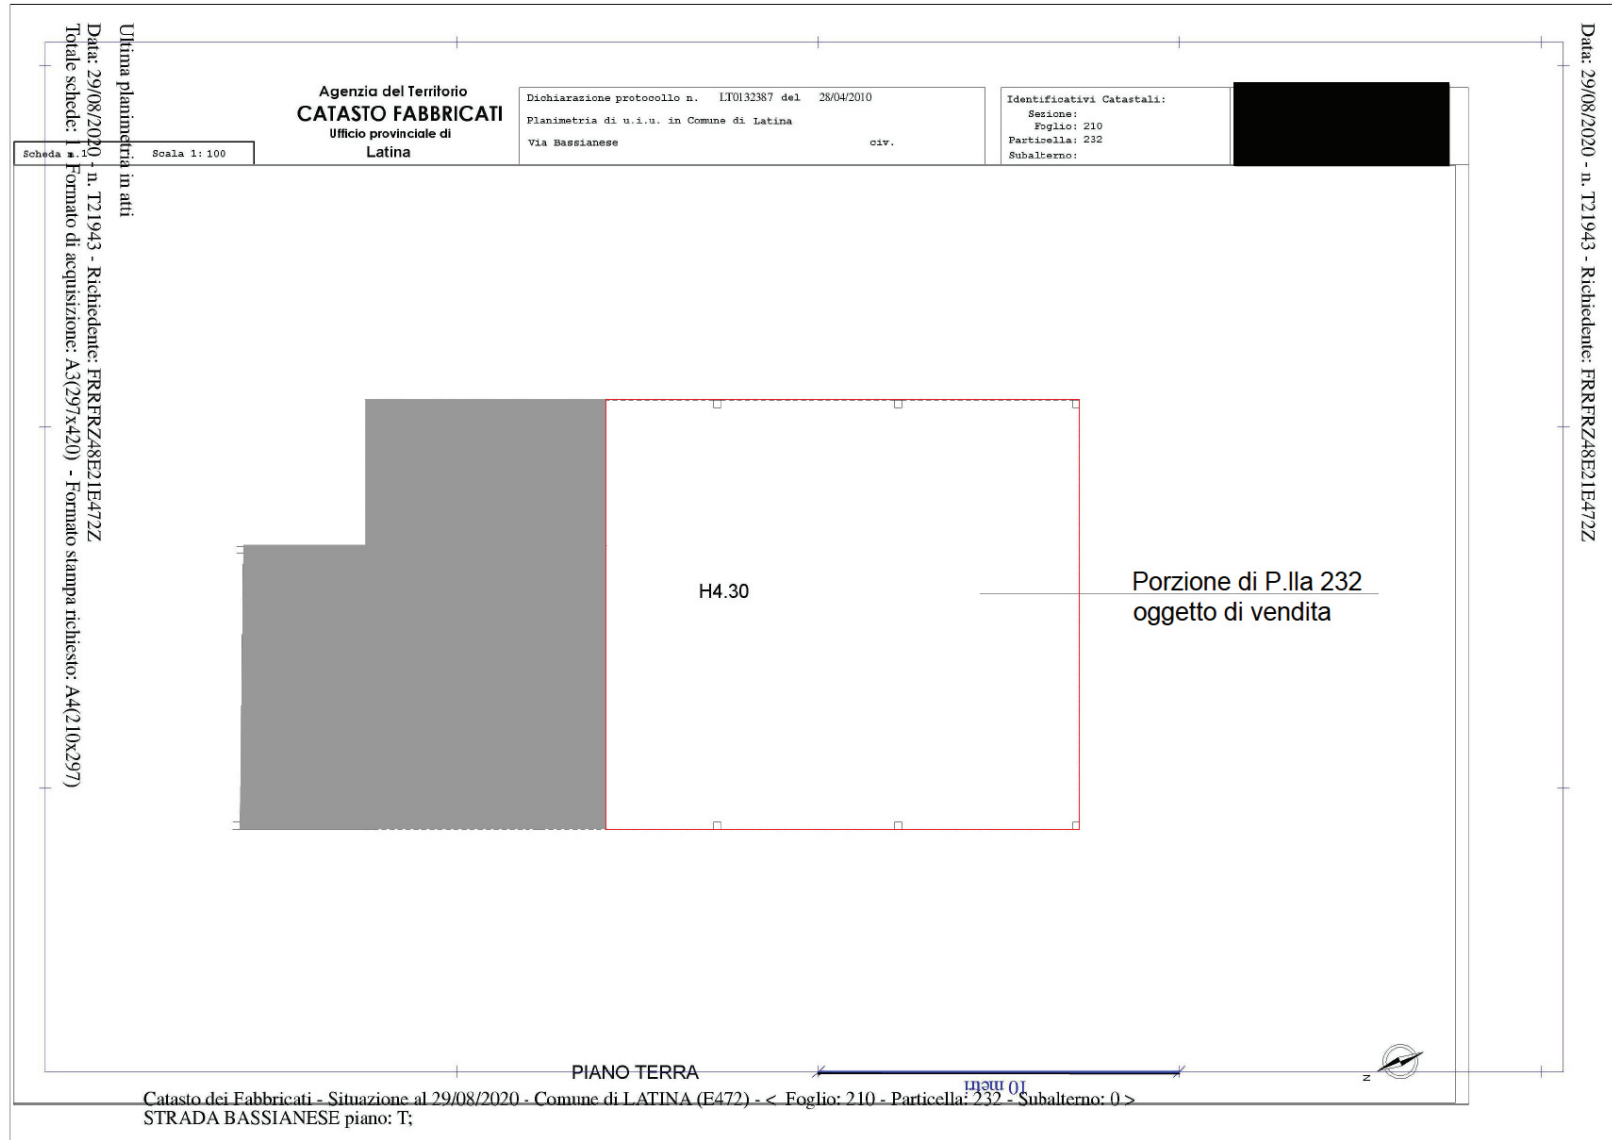 Ultima planimetria in atti
Data: 29/08/2020 - n. T21943 - Richiedente: FRRFRZ48E21E472Z
Totale schede: 1 - Formato di acquisizione: A3(297x420) - Formato stampa richiesto: A4(210x297)
Scheda n.1 Scala 1:100
Agenzia del Territorio
CATASTO FABBRICATI
Ufficio provinciale di
Latina
Dichiarazione protocollo n. LT0132387 del 28/04/2010
Planimetria di u.i.u. in Comune di Latina
Via Bassianese civ.
Identificativi Catastali:
Sezione:
Foglio: 210
Particella: 232
Subalterno:
Data: 29/08/2020 - n. T21943 - Richiedente: FRRFRZ48E21E472Z
H4.30
Porzione di P.lla 232
oggetto di vendita
PIANO TERRA
10 metri
N
Catasto dei Fabbricati - Situazione al 29/08/2020 - Comune di LATINA (E472) - < Foglio: 210 - Particella: 232 - Subalterno: 0 >
STRADA BASSIANESE piano: T;